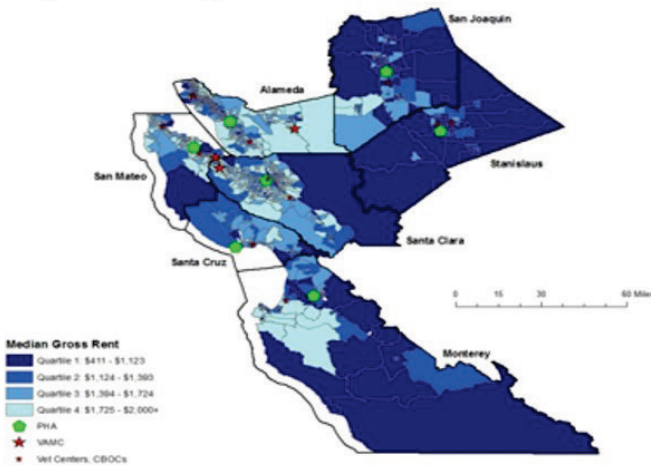 San Joaquin
Alameda
San Mateo
Stanislaus
Santa Clara
Santa Cruz
0 15 30 60 Miles
Monterey
Median Gross Rent
Quartile 1: $411 - $1,123
Quartile 2: $1,124 - $1,393
Quartile 3: $1,394 - $1,724
Quartile 4: $1,725 - $2,000+
PHA
VAMC
Vet Centers, CBOCs